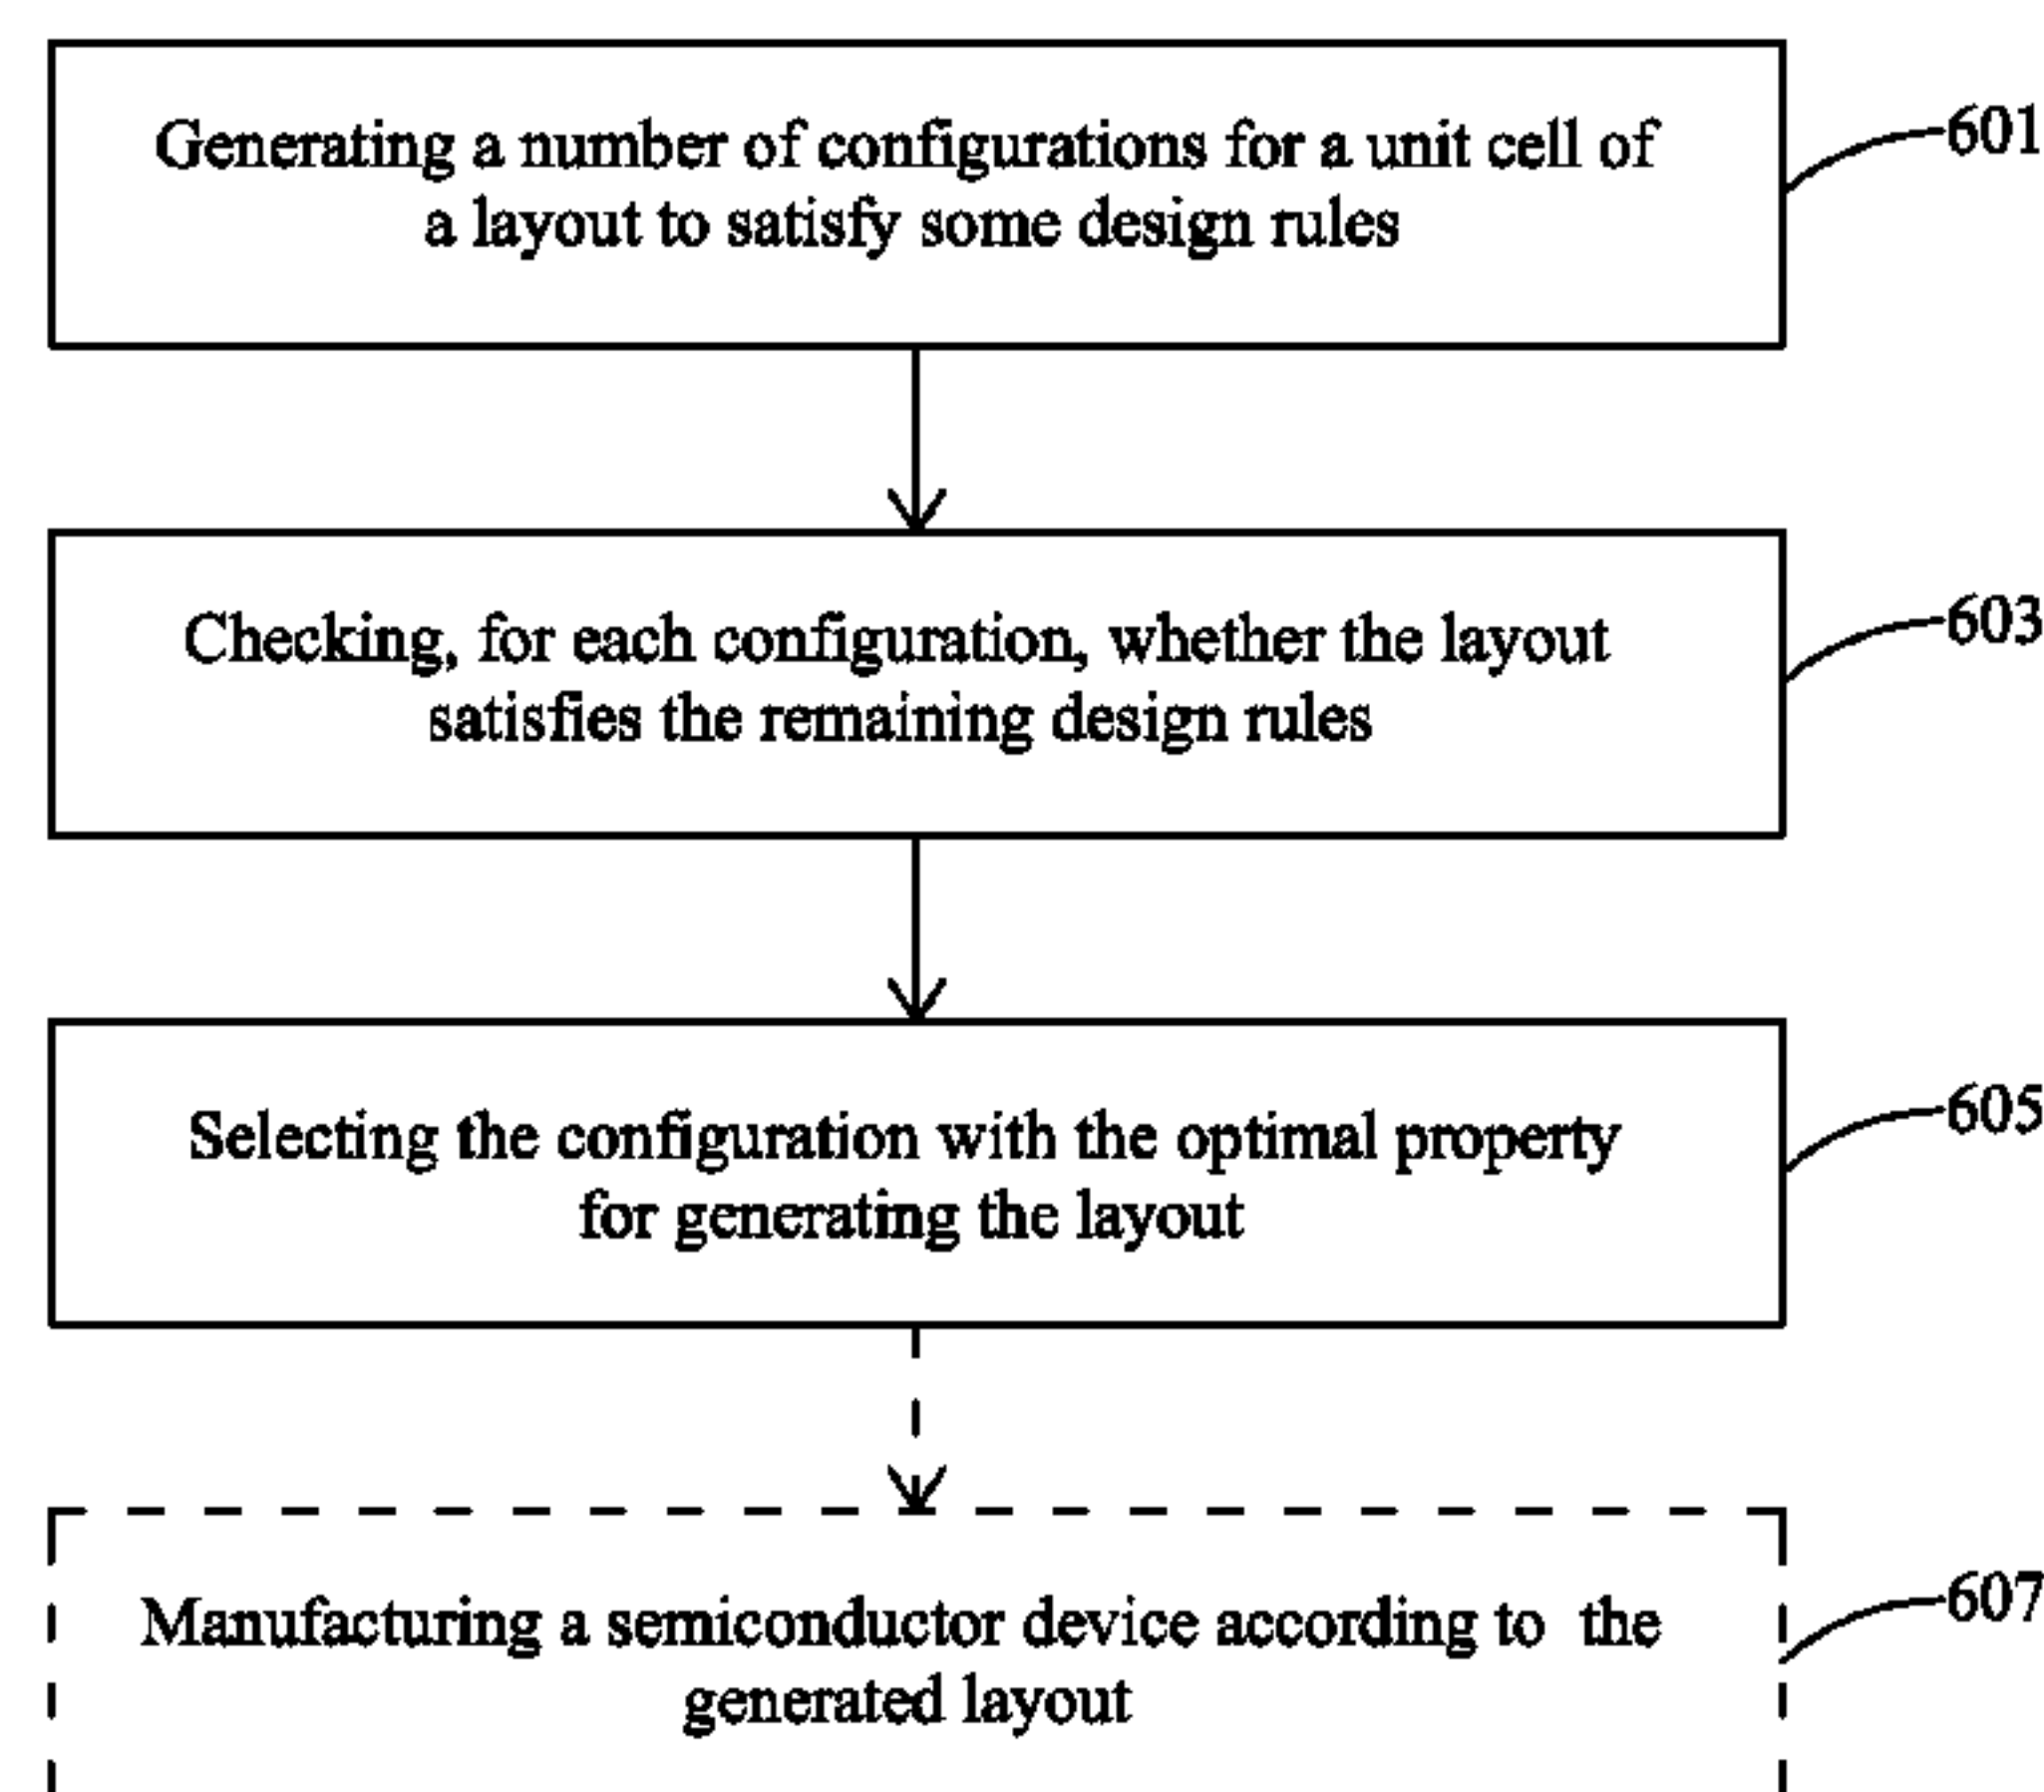 Generating a number of configurations for a unit cell of
a layout to satisfy some design rules
601
Checking, for each configuration, whether the layout
satisfies the remaining design rules
603
Selecting the configuration with the optimal property
for generating the layout
605
Manufacturing a semiconductor device according to the
generated layout
607